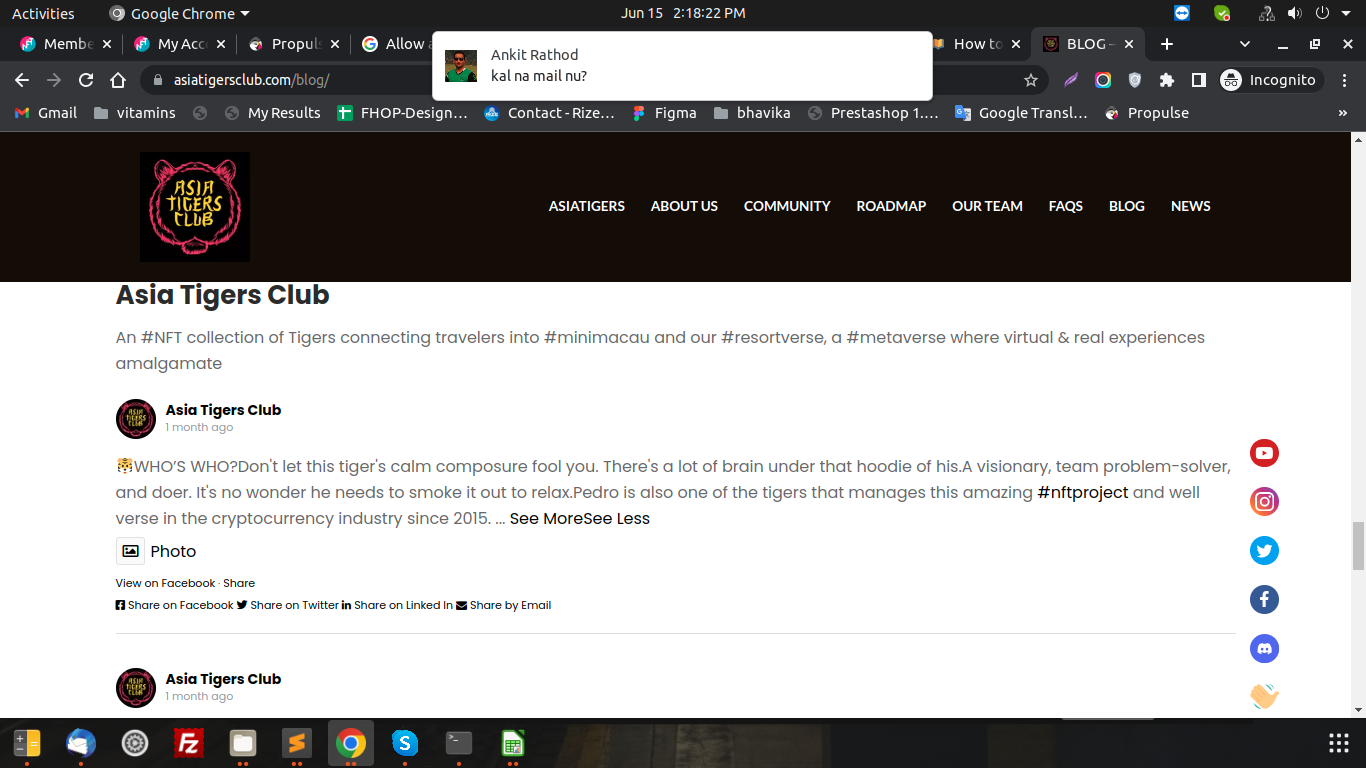 Activities
Google Chrome
Jun 15 2:18:22 PM
Membe
My Acc
Propuls
Allow a
How to
BLOG –
Ankit Rathod
kal na mail nu?
asiatigersclub.com/blog/
Incognito
Gmail
vitamins
My Results
FHOP-Design…
Contact - Rize…
Figma
bhavika
Prestashop 1.…
Google Transl…
Propulse
»
ASIA
TIGERS
CLUB
ASIATIGERS
ABOUT US
COMMUNITY
ROADMAP
OUR TEAM
FAQS
BLOG
NEWS
Asia Tigers Club
An #NFT collection of Tigers connecting travelers into #minimacau and our #resortverse, a #metaverse where virtual & real experiences
amalgamate
Asia Tigers Club
1 month ago
🐯WHO’S WHO?Don't let this tiger's calm composure fool you. There's a lot of brain under that hoodie of his.A visionary, team problem-solver,
and doer. It's no wonder he needs to smoke it out to relax.Pedro is also one of the tigers that manages this amazing #nftproject and well
verse in the cryptocurrency industry since 2015. ... See MoreSee Less
Photo
View on Facebook · Share
Share on Facebook Share on Twitter Share on Linked In Share by Email
Asia Tigers Club
1 month ago